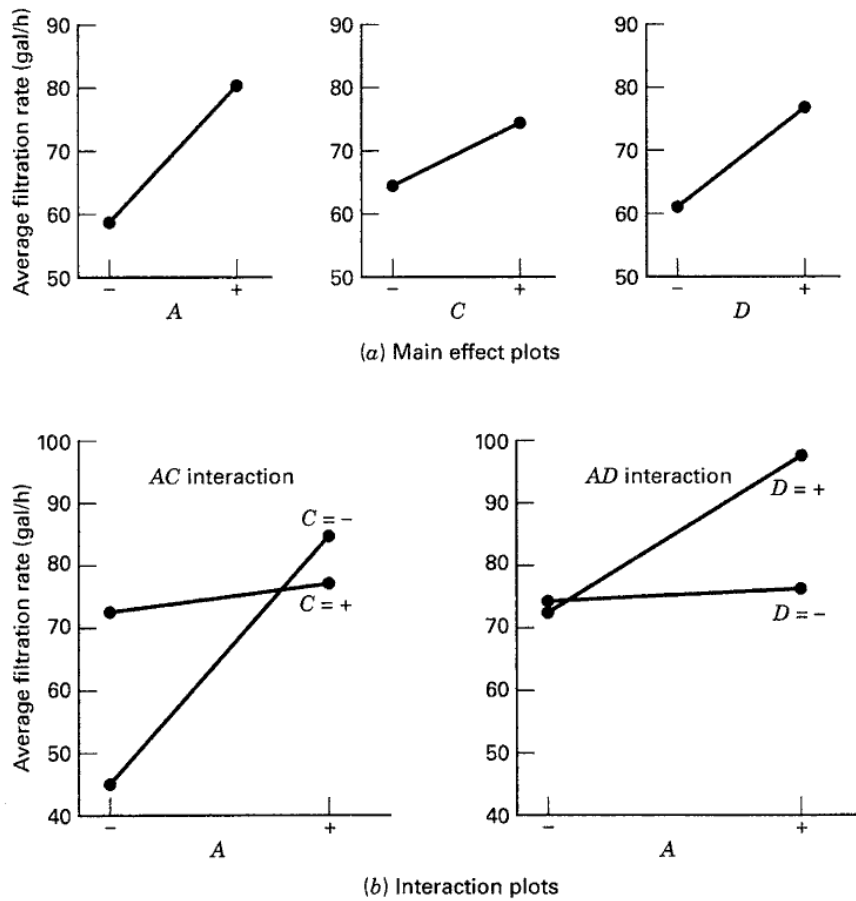 Average filtration rate (gal/h)
90
80
70
60
50
−
+
A
90
80
70
60
50
−
+
C
90
80
70
60
50
−
+
D
(a) Main effect plots
Average filtration rate (gal/h)
100
90
80
70
60
50
40
AC interaction
C = −
C = +
−
+
A
100
90
80
70
60
50
40
AD interaction
D = +
D = −
−
+
A
(b) Interaction plots